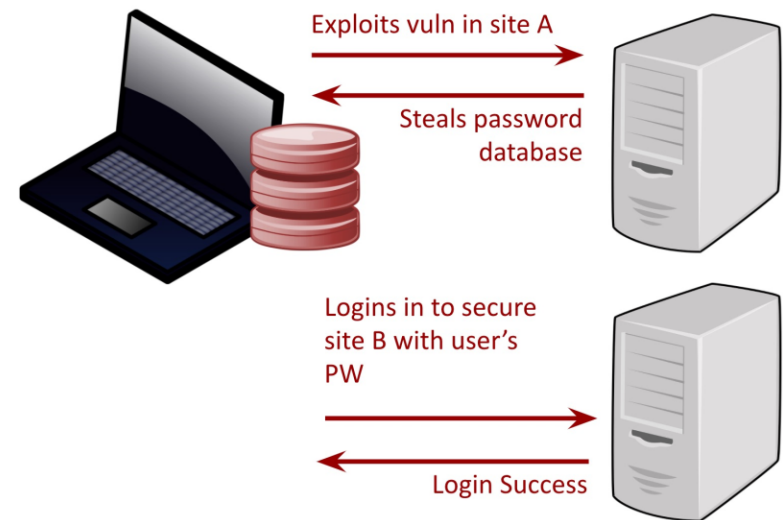 Exploits vuln in site A
Steals password
database
Logins in to secure
site B with user’s
PW
Login Success